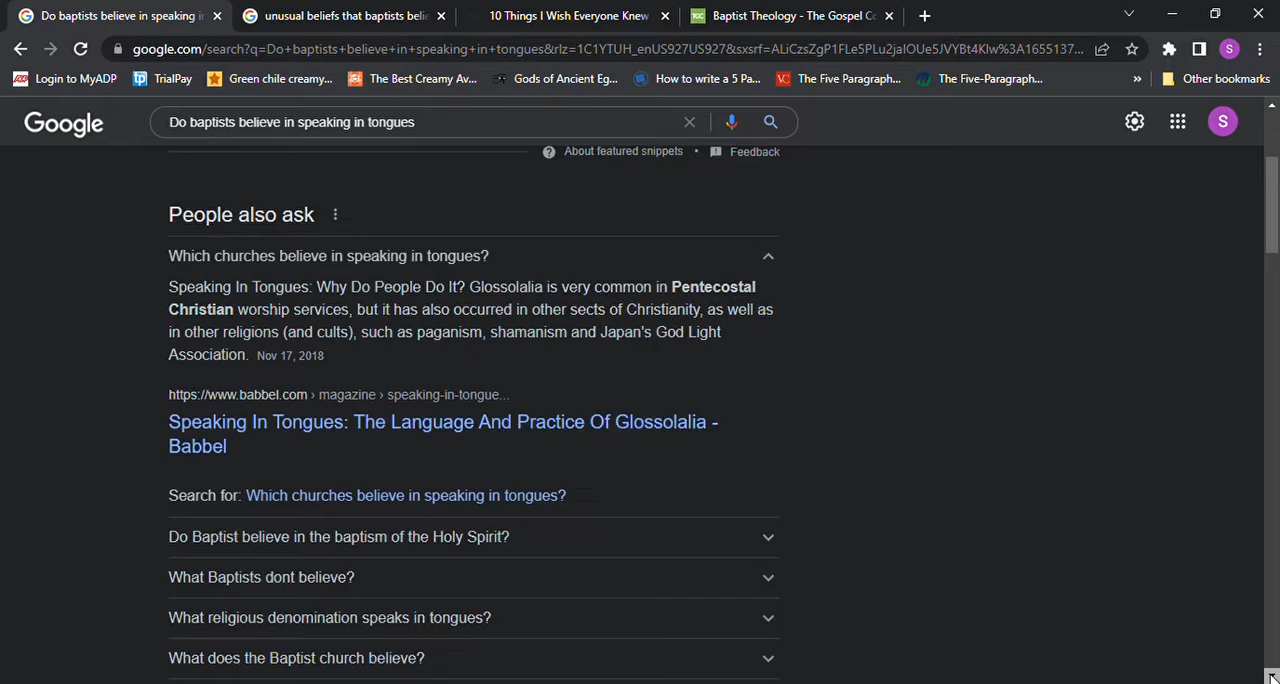 Do baptists believe in speaking i
unusual beliefs that baptists beli
10 Things I Wish Everyone Knew
TGC Baptist Theology - The Gospel C
google.com/search?q=Do+baptists+believe+in+speaking+in+tongues&rlz=1C1YTUH_enUS927US927&sxsrf=ALiCzsZgP1FLe5PLu2jaIOUe5JVYBt4KIw%3A1655137...
S
ADP Login to MyADP
tp TrialPay
Green chile creamy...
The Best Creamy Av...
Gods of Ancient Eg...
How to write a 5 Pa...
VC The Five Paragraph...
The Five-Paragraph...
»
Other bookmarks
Google
Do baptists believe in speaking in tongues
S
About featured snippets • Feedback
People also ask
Which churches believe in speaking in tongues?
Speaking In Tongues: Why Do People Do It? Glossolalia is very common in Pentecostal
Christian worship services, but it has also occurred in other sects of Christianity, as well as
in other religions (and cults), such as paganism, shamanism and Japan's God Light
Association. Nov 17, 2018
https://www.babbel.com › magazine › speaking-in-tongue...
Speaking In Tongues: The Language And Practice Of Glossolalia -
Babbel
Search for: Which churches believe in speaking in tongues?
Do Baptist believe in the baptism of the Holy Spirit?
What Baptists dont believe?
What religious denomination speaks in tongues?
What does the Baptist church believe?